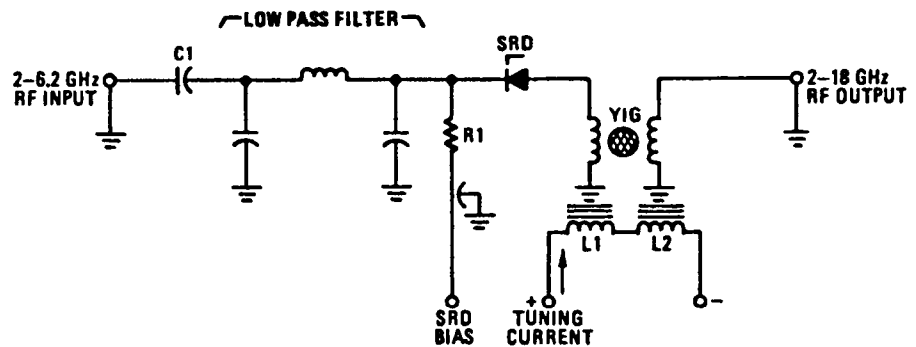 LOW PASS FILTER
C1
SRD
2–6.2 GHz
RF INPUT
2–18 GHz
RF OUTPUT
R1
YIG
L1
L2
+
-
SRD
BIAS
TUNING
CURRENT